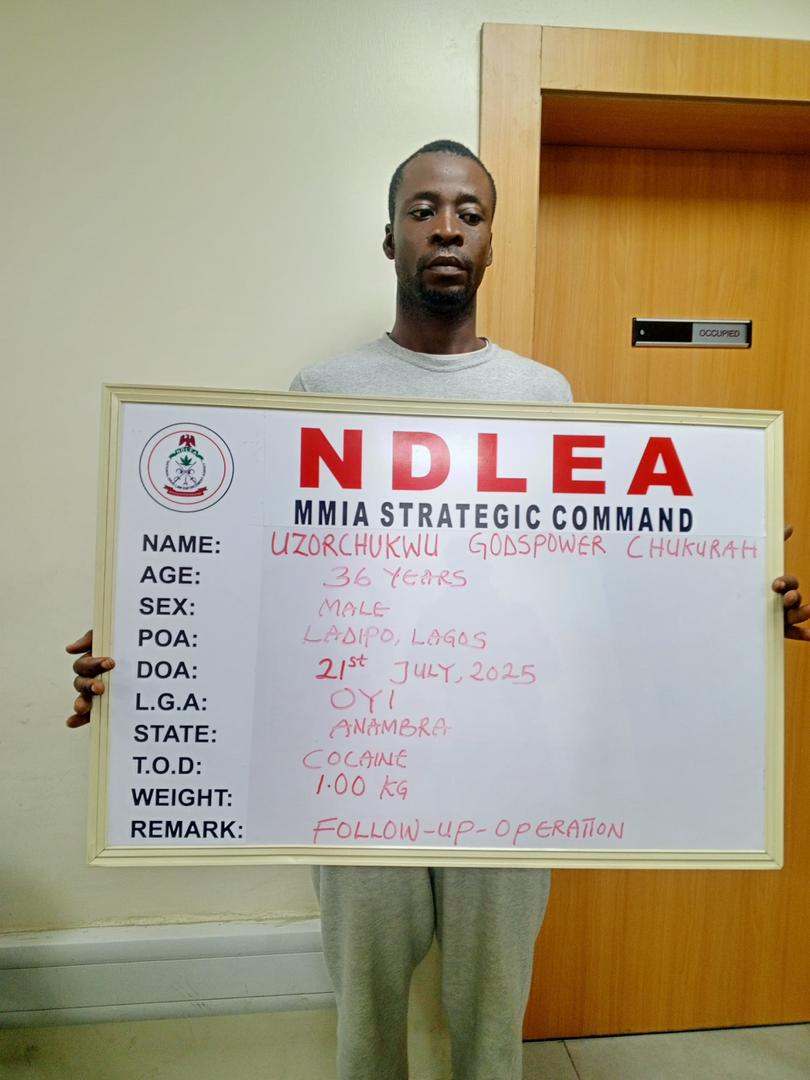 OCCUPIED
NDLEA
NDLEA
MMIA STRATEGIC COMMAND
NAME: UZORCHUKWU GODSPOWER CHUKURAH
AGE: 36 YEARS
SEX: MALE
POA: LADIPO, LAGOS
DOA: 21st JULY, 2025
L.G.A: OYI
STATE: ANAMBRA
T.O.D: COCAINE
WEIGHT: 1.00 KG
REMARK: FOLLOW-UP-OPERATION